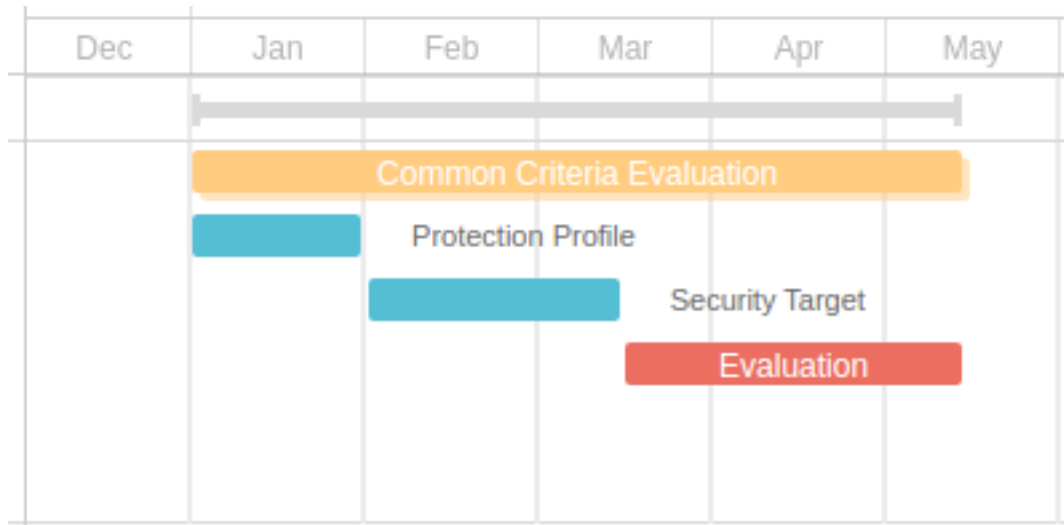 Dec Jan Feb Mar Apr May
Common Criteria Evaluation
Protection Profile
Security Target
Evaluation